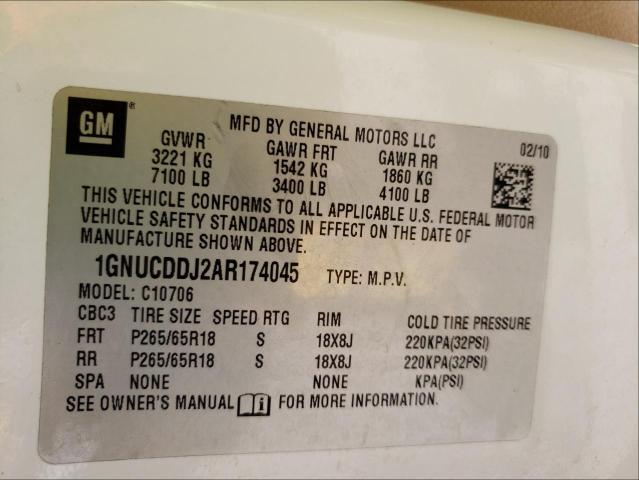 GM ®
MFD BY GENERAL MOTORS LLC
02/10
GVWR GAWR FRT GAWR RR
3221 KG 1542 KG 1860 KG
7100 LB 3400 LB 4100 LB
THIS VEHICLE CONFORMS TO ALL APPLICABLE U.S. FEDERAL MOTOR
VEHICLE SAFETY STANDARDS IN EFFECT ON THE DATE OF
MANUFACTURE SHOWN ABOVE.
1GNUCDDJ2AR174045 TYPE: M.P.V.
MODEL: C10706
CBC3 TIRE SIZE SPEED RTG RIM COLD TIRE PRESSURE
FRT P265/65R18 S 18X8J 220KPA(32PSI)
RR P265/65R18 S 18X8J 220KPA(32PSI)
SPA NONE NONE KPA(PSI)
SEE OWNER'S MANUAL i FOR MORE INFORMATION.